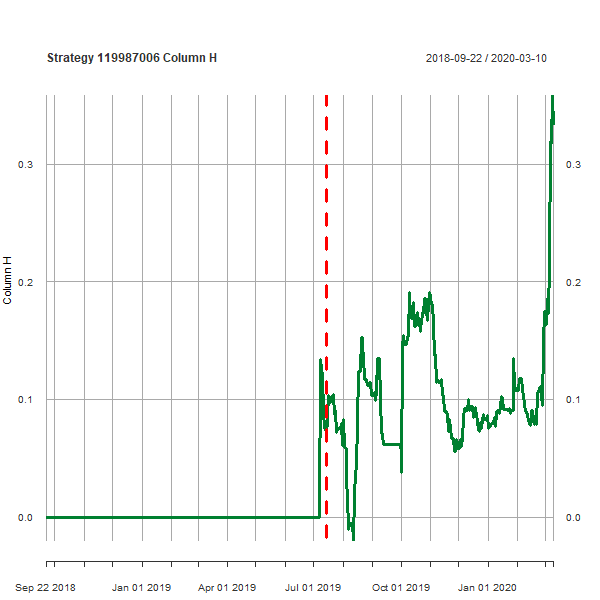 Strategy 119987006 Column H 2018-09-22 / 2020-03-10
0.3 0.3
0.2 0.2
Column H
0.1 0.1
0.0 0.0
Sep 22 2018 Jan 01 2019 Apr 01 2019 Jul 01 2019 Oct 01 2019 Jan 01 2020